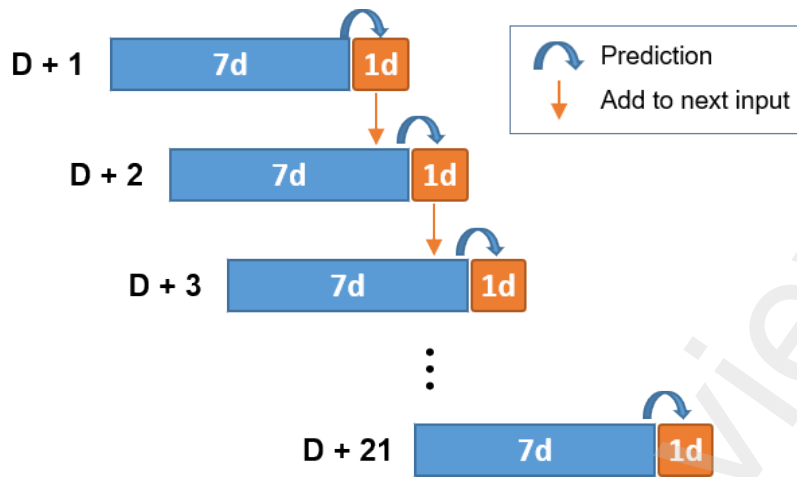 D + 1 7d 1d
Prediction
Add to next input
D + 2 7d 1d
D + 3 7d 1d
D + 21 7d 1d